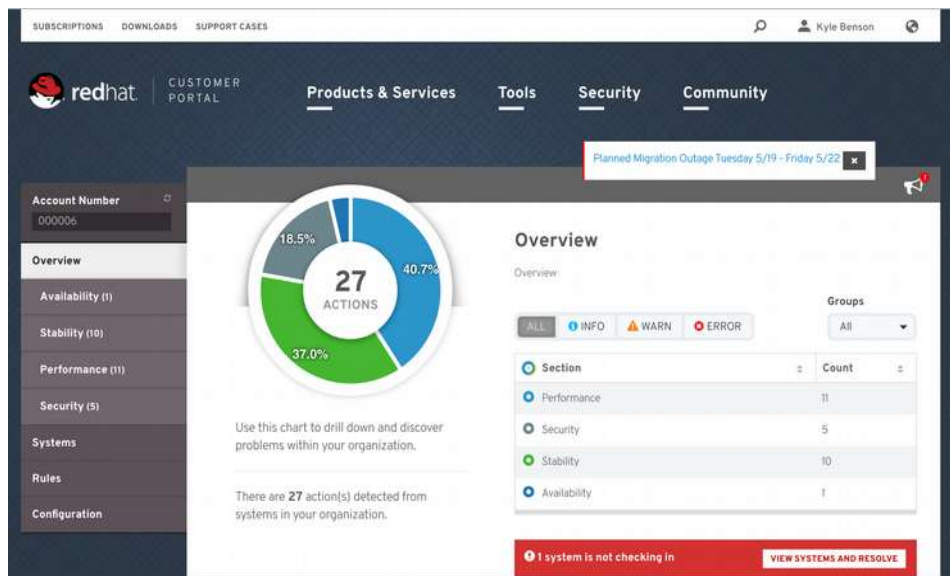 SUBSCRIPTIONS DOWNLOADS SUPPORT CASES
Kyle Benson
redhat. CUSTOMER PORTAL
Products & Services Tools Security Community
Planned Migration Outage Tuesday 5/19 - Friday 5/22
Account Number
000006
Overview
Availability (1)
Stability (10)
Performance (11)
Security (5)
Systems
Rules
Configuration
18.5%
40.7%
37.0%
27
ACTIONS
Use this chart to drill down and discover
problems within your organization.
There are 27 action(s) detected from
systems in your organization.
Overview
Overview
Groups
ALL INFO WARN ERROR All
Section Count
Performance 11
Security 5
Stability 10
Availability 1
1 system is not checking in VIEW SYSTEMS AND RESOLVE